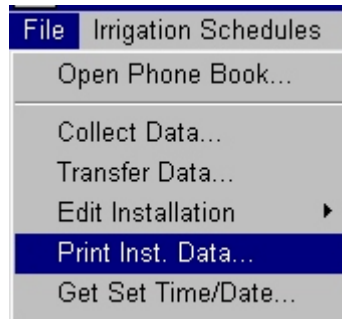 File Irrigation Schedules
Open Phone Book...
Collect Data...
Transfer Data...
Edit Installation
Print Inst. Data...
Get Set Time/Date...